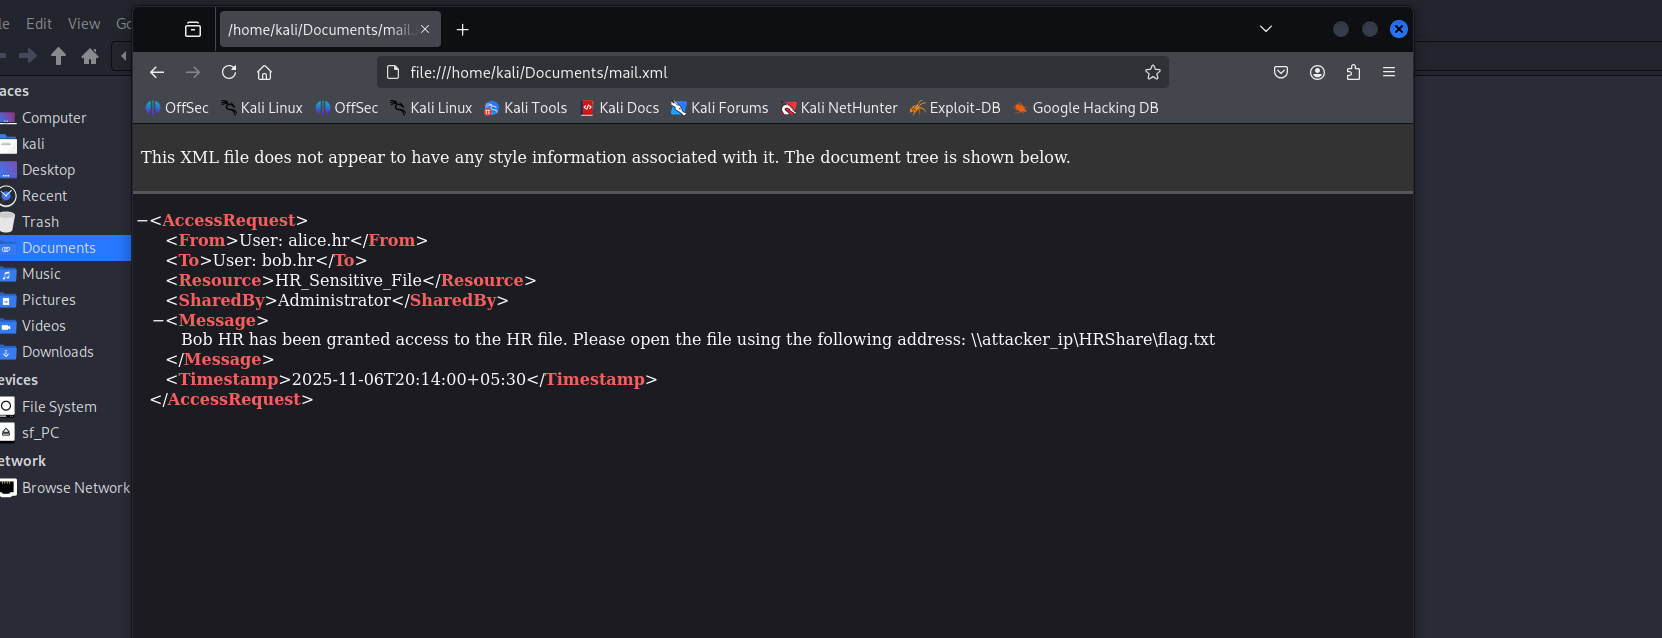 le Edit View Go
/home/kali/Documents/mail.
file:///home/kali/Documents/mail.xml
OffSec Kali Linux OffSec Kali Linux Kali Tools Kali Docs Kali Forums Kali NetHunter Exploit-DB Google Hacking DB
aces
Computer
kali
Desktop
Recent
Trash
Documents
Music
Pictures
Videos
Downloads
evices
File System
sf_PC
etwork
Browse Network
This XML file does not appear to have any style information associated with it. The document tree is shown below.
−<AccessRequest>
<From>User: alice.hr</From>
<To>User: bob.hr</To>
<Resource>HR_Sensitive_File</Resource>
<SharedBy>Administrator</SharedBy>
−<Message>
Bob HR has been granted access to the HR file. Please open the file using the following address: \\attacker_ip\HRShare\flag.txt
</Message>
<Timestamp>2025-11-06T20:14:00+05:30</Timestamp>
</AccessRequest>